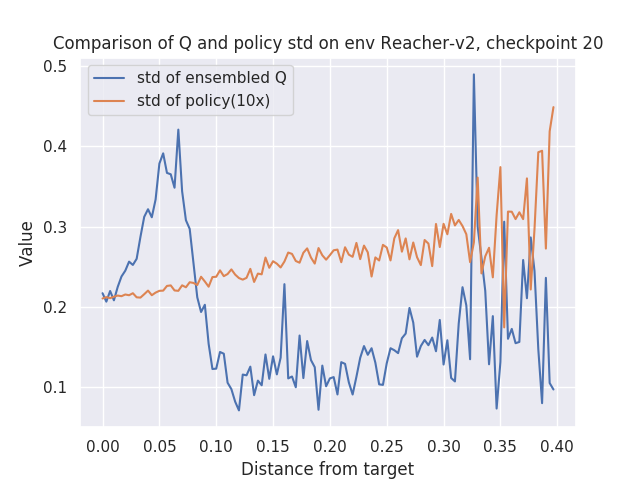 Comparison of Q and policy std on env Reacher-v2, checkpoint 20
std of ensembled Q
std of policy(10x)
0.5
0.4
0.3
0.2
0.1
Value
0.00 0.05 0.10 0.15 0.20 0.25 0.30 0.35 0.40
Distance from target